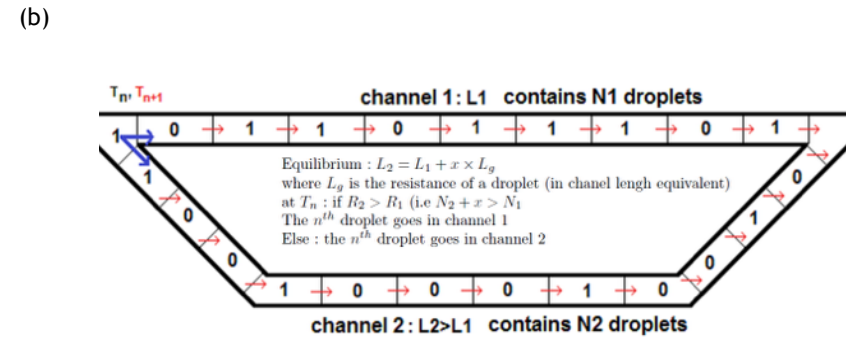 (b)
Tn, Tn+1
channel 1 : L1 contains N1 droplets
1 0 → 1 → 1 → 0 → 1 → 1 → 1 → 0 → 1 →
Equilibrium : L₂ = L₁ + x × L_g
where L_g is the resistance of a droplet (in chanel lengh equivalent)
at Tₙ : if R₂ > R₁ (i.e N₂ + x > N₁
The nᵗʰ droplet goes in channel 1
Else : the nᵗʰ droplet goes in channel 2
1
0
0
0
1
0
1 → 0 → 0 → 0 → 1 → 0
channel 2 : L2>L1 contains N2 droplets